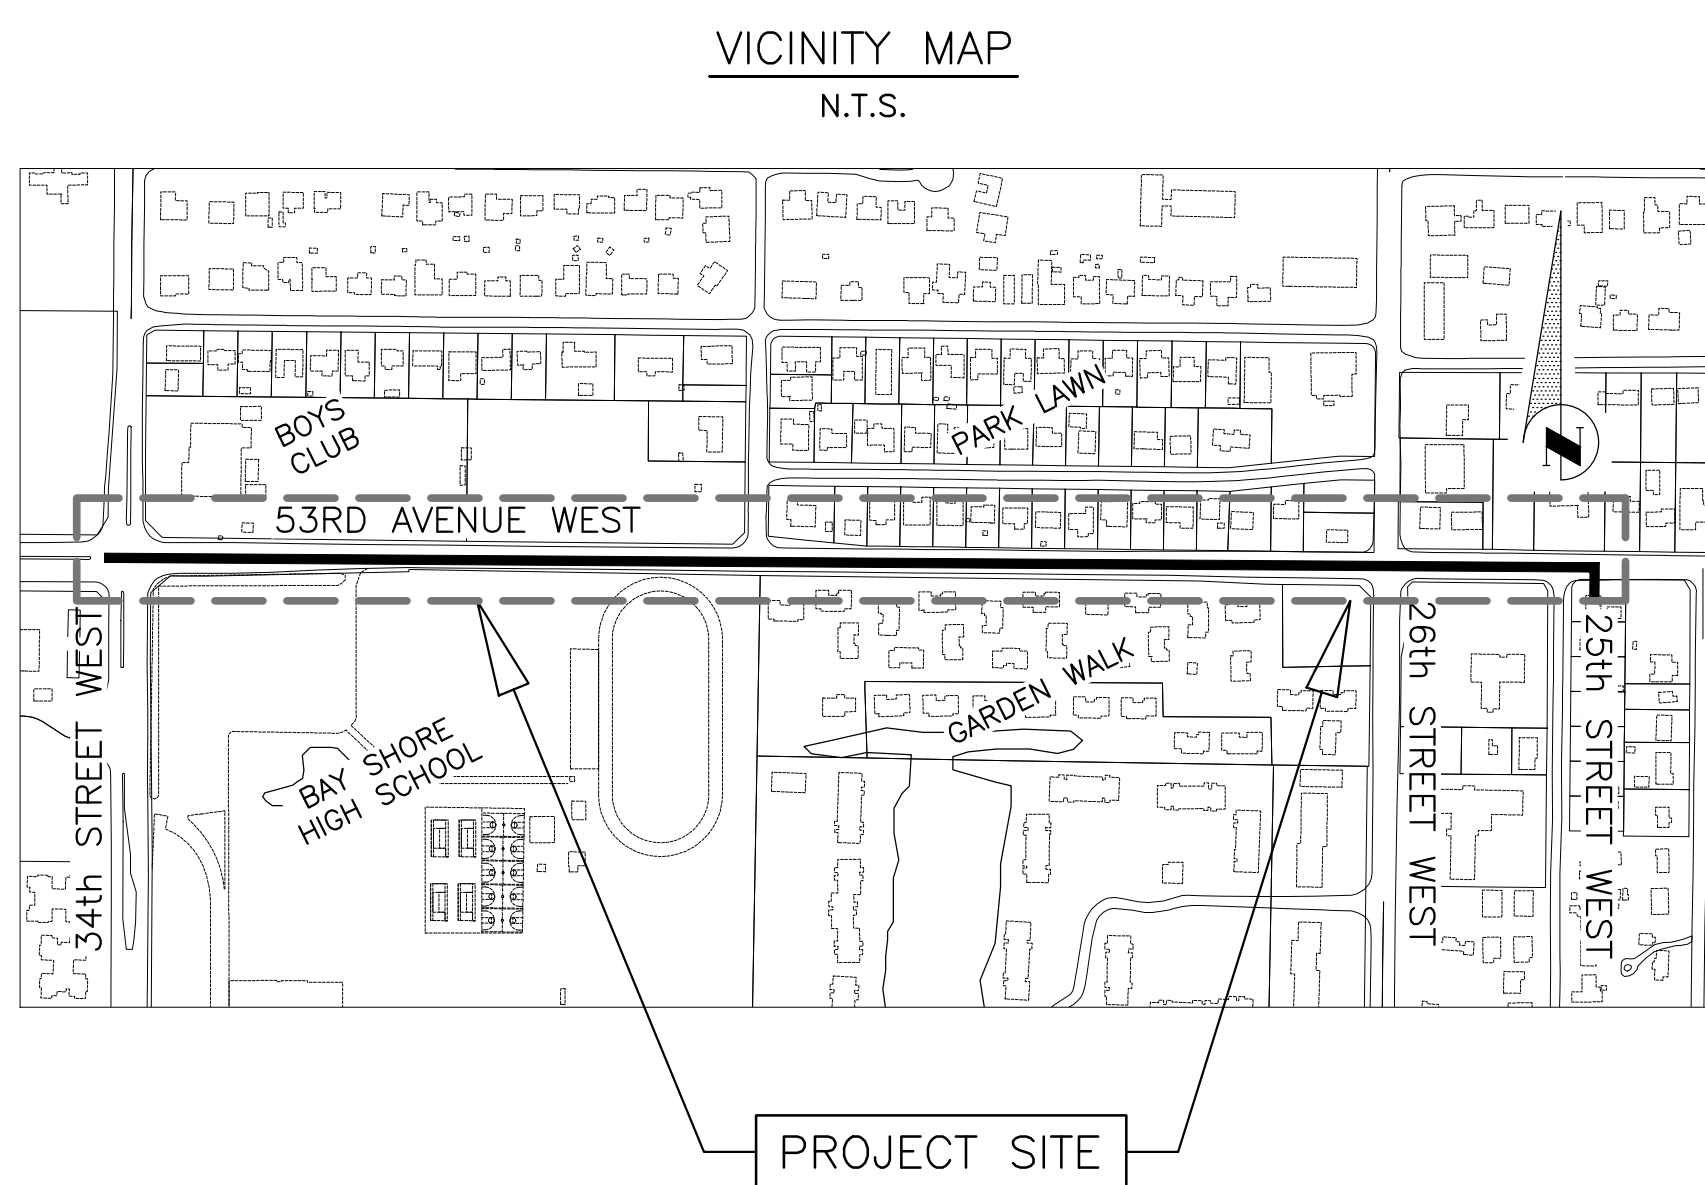 VICINITY MAP
N.T.S.
BOYS
CLUB
PARK LAWN
N
53RD AVENUE WEST
34th STREET WEST
BAY SHORE
HIGH SCHOOL
GARDEN WALK
26th STREET WEST
25th STREET WEST
PROJECT SITE